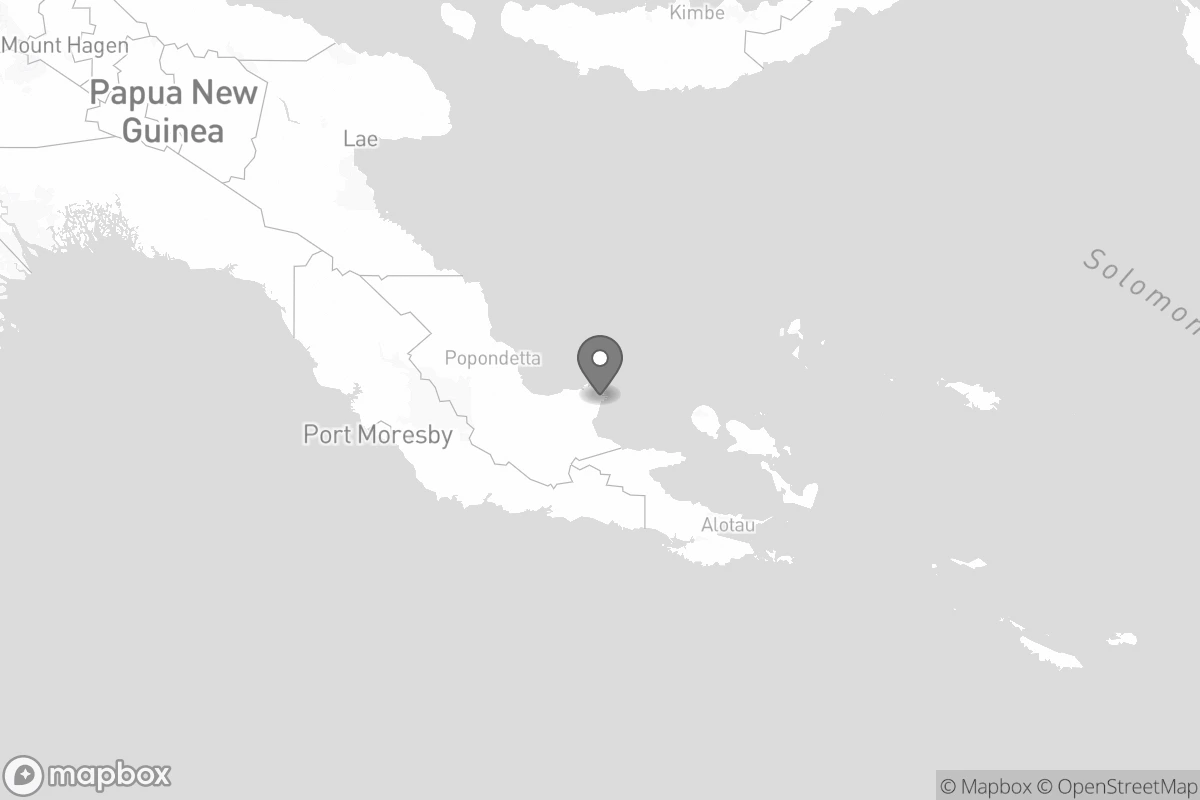 Kimbe
Mount Hagen
Papua New
Guinea
Lae
Solomon
Popondetta
Port Moresby
Alotau
mapbox
© Mapbox © OpenStreetMap